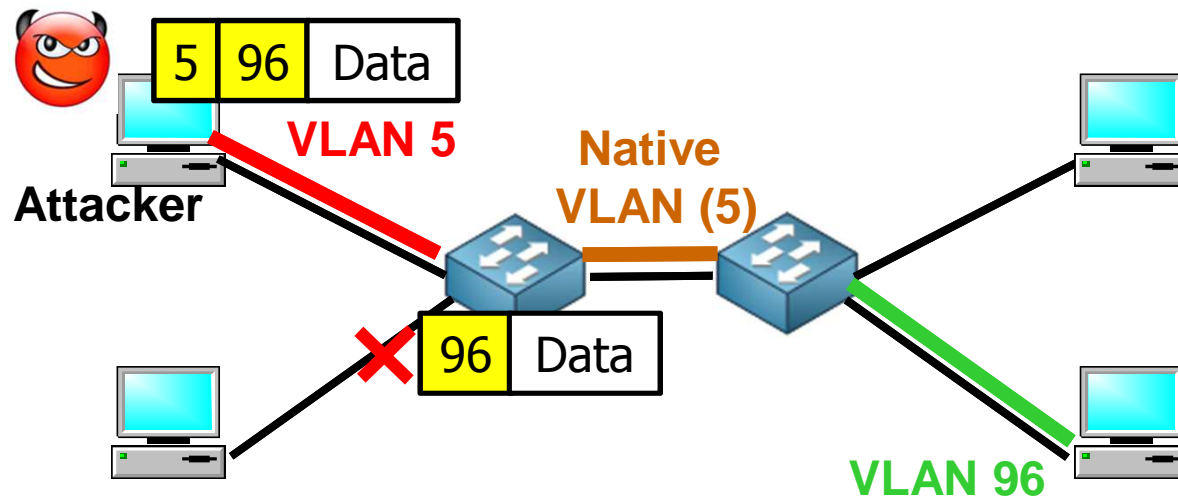 5 96 Data
VLAN 5
Attacker
Native
VLAN (5)
96 Data
VLAN 96